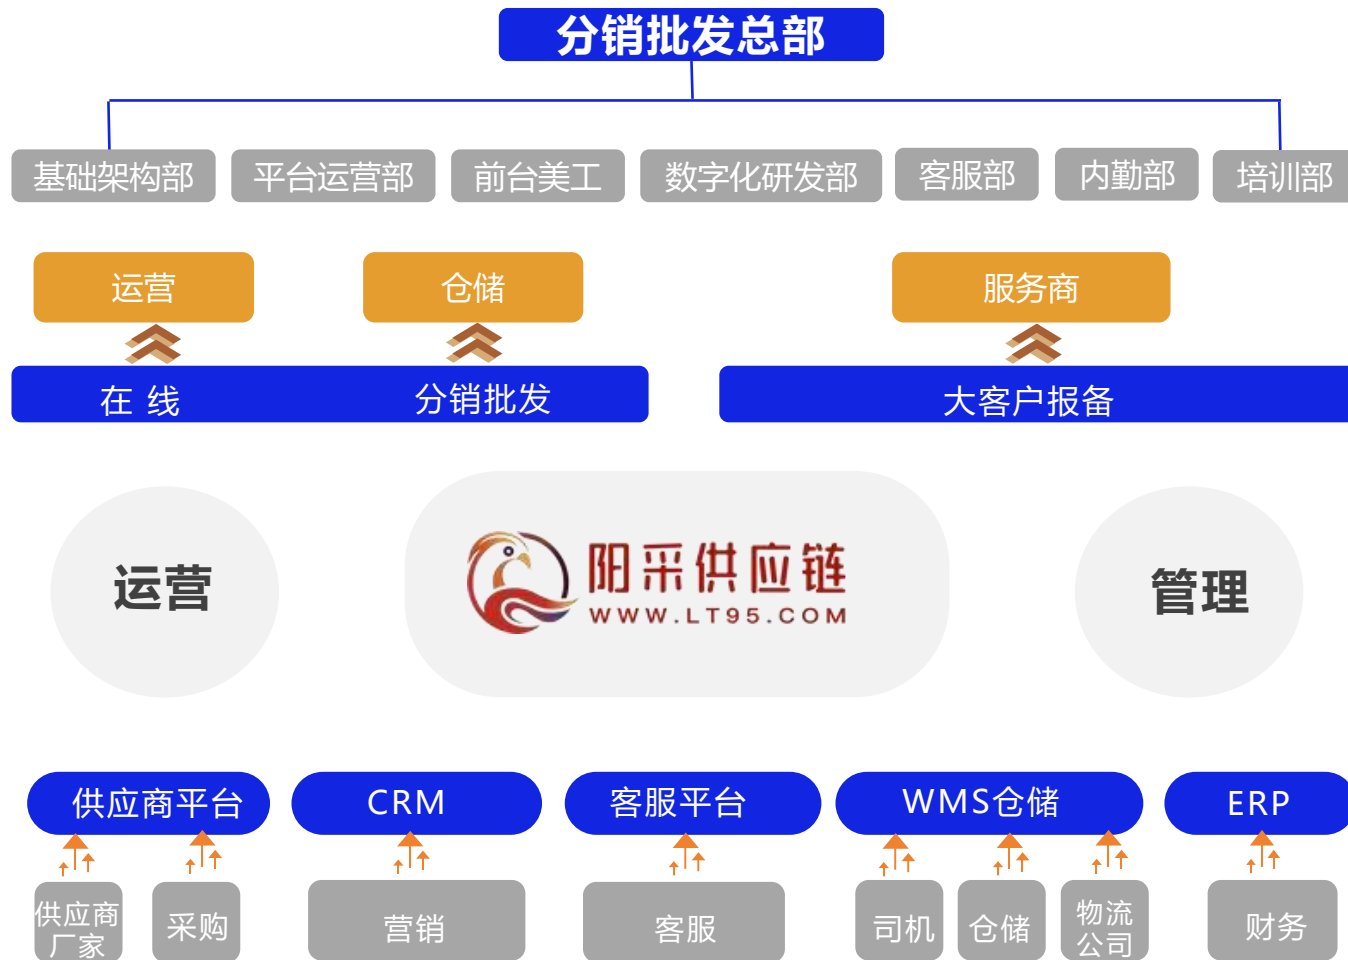 分销批发总部
基础架构部
平台运营部
前台美工
数字化研发部
客服部
内勤部
培训部
运营
仓储
服务商
在 线
分销批发
大客户报备
运营
阳采供应链
WWW.LT95.COM
管理
供应商平台
CRM
客服平台
WMS仓储
ERP
供应商
厂家
采购
营销
客服
司机
仓储
物流
公司
财务